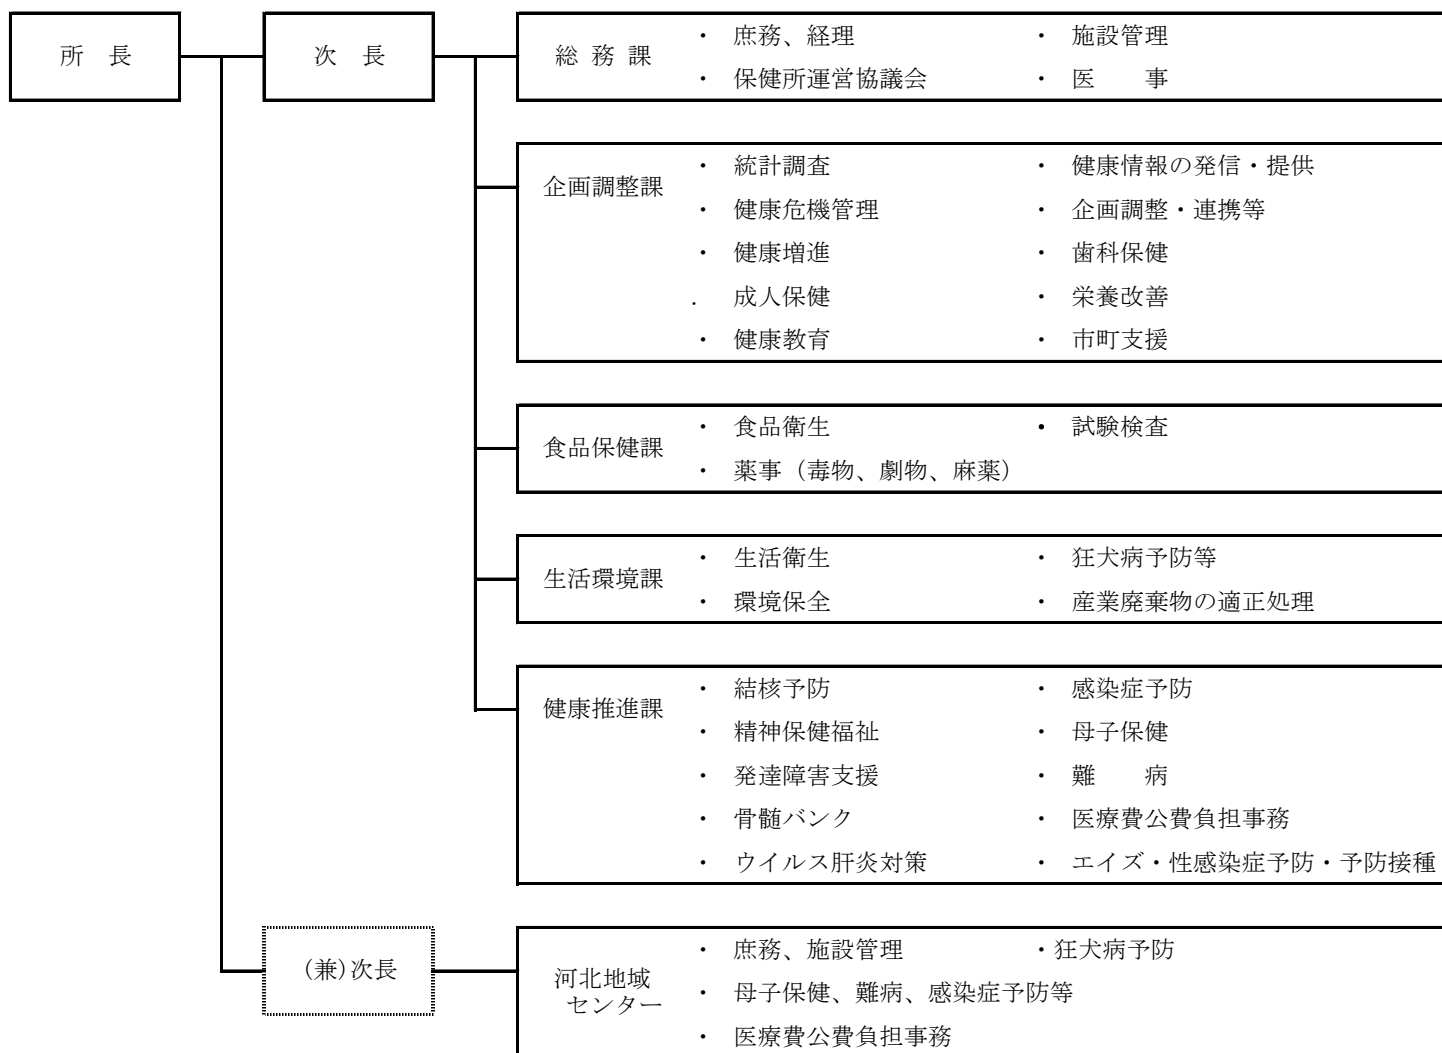 所　長
次　長
総 務 課
・ 庶務、経理　・ 施設管理
・ 保健所運営協議会　・ 医　　事
企画調整課
・ 統計調査　・ 健康情報の発信・提供
・ 健康危機管理　・ 企画調整・連携等
・ 健康増進　・ 歯科保健
. 成人保健　・ 栄養改善
・ 健康教育　・ 市町支援
食品保健課
・ 食品衛生　・ 試験検査
・ 薬事（毒物、劇物、麻薬）
生活環境課
・ 生活衛生　・ 狂犬病予防等
・ 環境保全　・ 産業廃棄物の適正処理
健康推進課
・ 結核予防　・ 感染症予防
・ 精神保健福祉　・ 母子保健
・ 発達障害支援　・ 難　　病
・ 骨髄バンク　・ 医療費公費負担事務
・ ウイルス肝炎対策　・ エイズ・性感染症予防・予防接種
(兼)次長
河北地域
センター
・ 庶務、施設管理　・狂犬病予防
・ 母子保健、難病、感染症予防等
・ 医療費公費負担事務